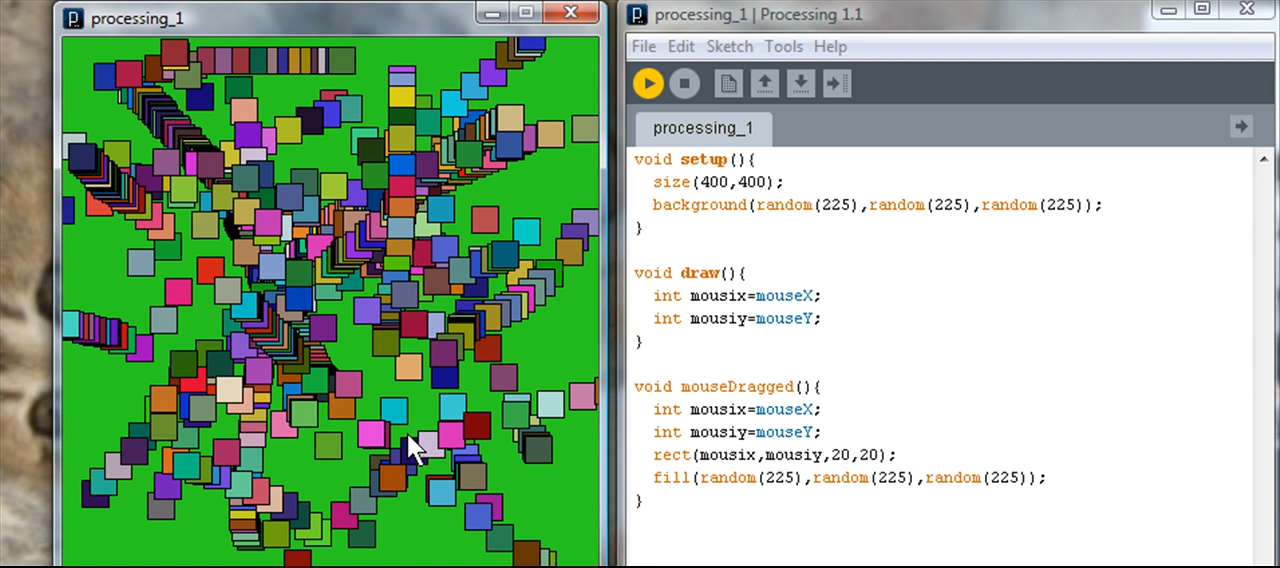 processing_1
processing_1 | Processing 1.1
File Edit Sketch Tools Help
processing_1
void setup(){
size(400,400);
background(random(225),random(225),random(225));
}
void draw(){
int mousix=mouseX;
int mousiy=mouseY;
}
void mouseDragged(){
int mousix=mouseX;
int mousiy=mouseY;
rect(mousix,mousiy,20,20);
fill(random(225),random(225),random(225));
}